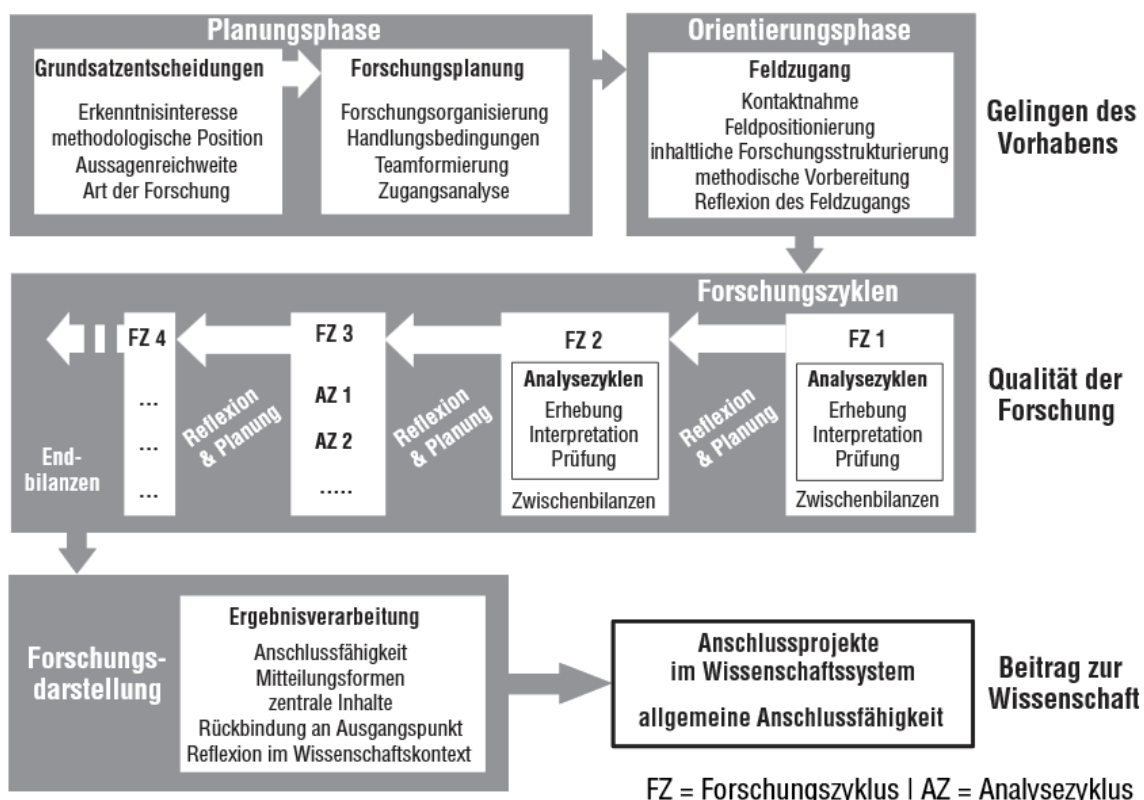 Planungsphase
Grundsatzentscheidungen
Erkenntnisinteresse
methodologische Position
Aussagenreichweite
Art der Forschung
Forschungsplanung
Forschungsorganisierung
Handlungsbedingungen
Teamformierung
Zugangsanalyse
Orientierungsphase
Feldzugang
Kontaktnahme
Feldpositionierung
inhaltliche Forschungsstrukturierung
methodische Vorbereitung
Reflexion des Feldzugangs
Gelingen des
Vorhabens
Forschungszyklen
FZ 1
Analysezyklen
Erhebung
Interpretation
Prüfung
Zwischenbilanzen
Reflexion
& Planung
FZ 2
Analysezyklen
Erhebung
Interpretation
Prüfung
Zwischenbilanzen
Reflexion
& Planung
FZ 3
AZ 1
AZ 2
.....
Reflexion
& Planung
FZ 4
...
...
...
End-
bilanzen
Qualität der
Forschung
Forschungs-
darstellung
Ergebnisverarbeitung
Anschlussfähigkeit
Mitteilungsformen
zentrale Inhalte
Rückbindung an Ausgangspunkt
Reflexion im Wissenschaftskontext
Anschlussprojekte
im Wissenschaftssystem
allgemeine Anschlussfähigkeit
Beitrag zur
Wissenschaft
FZ = Forschungszyklus | AZ = Analysezyklus